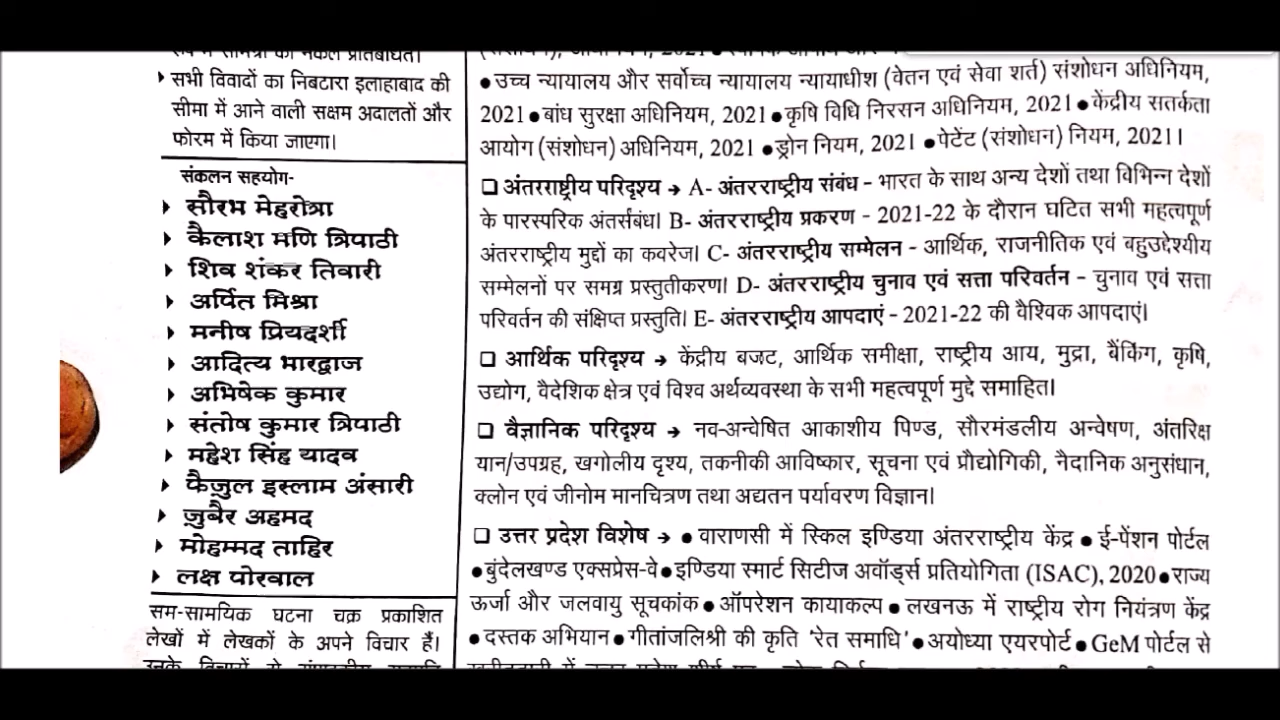 सभी विवादों का निबटारा इलाहाबाद की
सीमा में आने वाली सक्षम अदालतों और
फोरम में किया जाएगा।
संकलन सहयोग-
सौरभ मेहरोत्रा
कैलाश मणि त्रिपाठी
शिव शंकर तिवारी
अर्पित मिश्रा
मनीष प्रियदर्शी
आदित्य भारद्वाज
अभिषेक कुमार
संतोष कुमार त्रिपाठी
महेश सिंह यादव
कैजुल इस्लाम अंसारी
जुबैर अहमद
मोहम्मद ताहिर
लक्ष पोरवाल
सम-सामयिक घटना चक्र प्रकाशित
लेखों में लेखकों के अपने विचार हैं।
● उच्च न्यायालय और सर्वोच्च न्यायालय न्यायाधीश (वेतन एवं सेवा शर्त) संशोधन अधिनियम,
2021 ● बांध सुरक्षा अधिनियम, 2021 ● कृषि विधि निरसन अधिनियम, 2021 ● केंद्रीय सतर्कता
आयोग (संशोधन) अधिनियम, 2021 ● ड्रोन नियम, 2021 ● पेटेंट (संशोधन) नियम, 2021।
❑ अंतरराष्ट्रीय परिदृश्य → A- अंतरराष्ट्रीय संबंध - भारत के साथ अन्य देशों तथा विभिन्न देशों
के पारस्परिक अंतर्संबंध। B- अंतरराष्ट्रीय प्रकरण - 2021-22 के दौरान घटित सभी महत्वपूर्ण
अंतरराष्ट्रीय मुद्दों का कवरेज। C- अंतरराष्ट्रीय सम्मेलन - आर्थिक, राजनीतिक एवं बहुउद्देश्यीय
सम्मेलनों पर समग्र प्रस्तुतीकरण। D- अंतरराष्ट्रीय चुनाव एवं सत्ता परिवर्तन - चुनाव एवं सत्ता
परिवर्तन की संक्षिप्त प्रस्तुति। E- अंतरराष्ट्रीय आपदाएं - 2021-22 की वैश्विक आपदाएं।
❑ आर्थिक परिदृश्य → केंद्रीय बजट, आर्थिक समीक्षा, राष्ट्रीय आय, मुद्रा, बैंकिंग, कृषि,
उद्योग, वैदेशिक क्षेत्र एवं विश्व अर्थव्यवस्था के सभी महत्वपूर्ण मुद्दे समाहित।
❑ वैज्ञानिक परिदृश्य → नव-अन्वेषित आकाशीय पिण्ड, सौरमंडलीय अन्वेषण, अंतरिक्ष
यान/उपग्रह, खगोलीय दृश्य, तकनीकी आविष्कार, सूचना एवं प्रौद्योगिकी, नैदानिक अनुसंधान,
क्लोन एवं जीनोम मानचित्रण तथा अद्यतन पर्यावरण विज्ञान।
❑ उत्तर प्रदेश विशेष → ● वाराणसी में स्किल इण्डिया अंतरराष्ट्रीय केंद्र ● ई-पेंशन पोर्टल
● बुंदेलखण्ड एक्सप्रेस-वे ● इण्डिया स्मार्ट सिटीज अवॉर्ड्स प्रतियोगिता (ISAC), 2020 ● राज्य
ऊर्जा और जलवायु सूचकांक ● ऑपरेशन कायाकल्प ● लखनऊ में राष्ट्रीय रोग नियंत्रण केंद्र
● दस्तक अभियान ● गीतांजलिश्री की कृति 'रेत समाधि' ● अयोध्या एयरपोर्ट ● GeM पोर्टल से